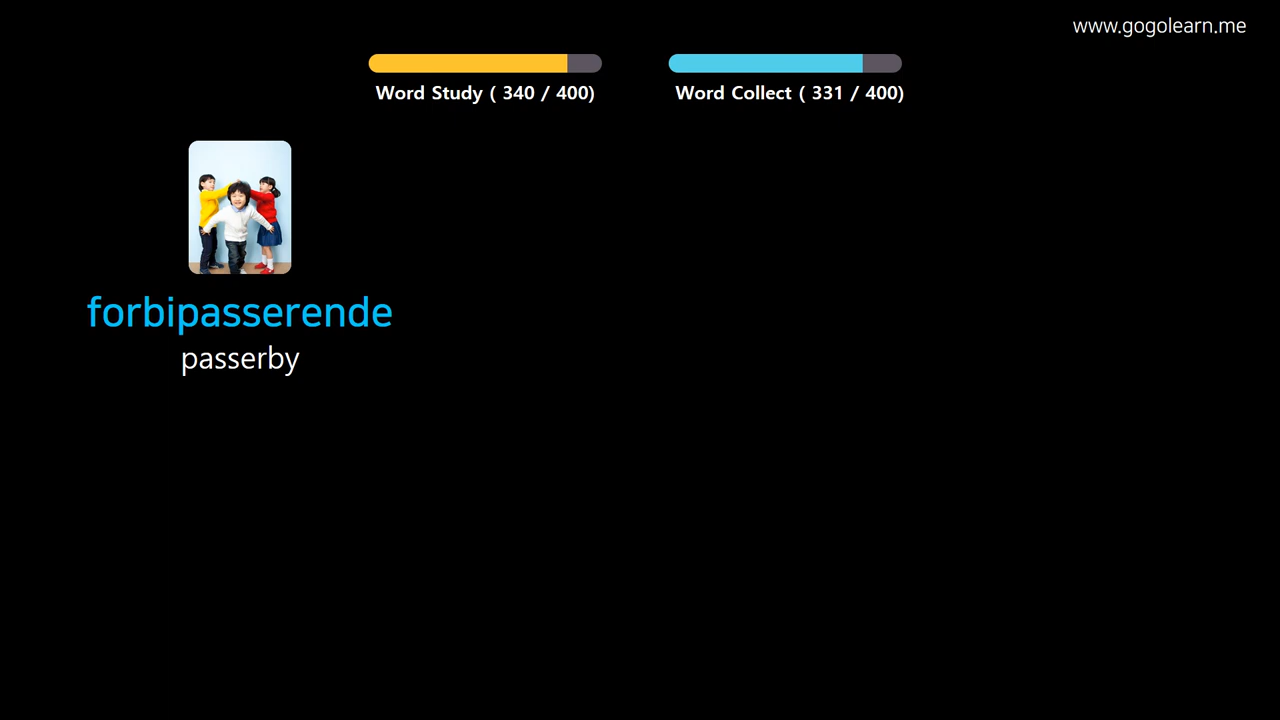 www.gogolearn.me
Word Study ( 340 / 400)
Word Collect ( 331 / 400)
forbipasserende
passerby